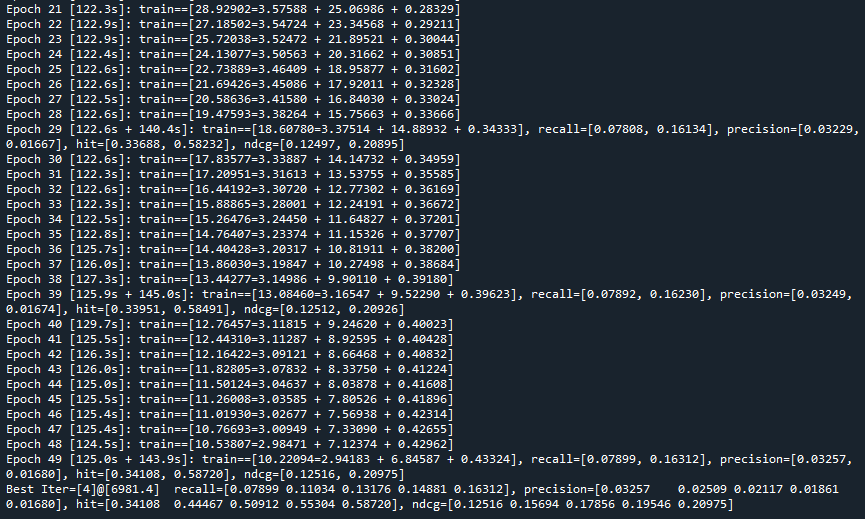 Epoch 21 [122.3s]: train==[28.92902=3.57588 + 25.06986 + 0.28329]
Epoch 22 [122.9s]: train==[27.18502=3.54724 + 23.34568 + 0.29211]
Epoch 23 [122.9s]: train==[25.72038=3.52472 + 21.89521 + 0.30044]
Epoch 24 [122.4s]: train==[24.13077=3.50563 + 20.31662 + 0.30851]
Epoch 25 [122.6s]: train==[22.73889=3.46409 + 18.95877 + 0.31602]
Epoch 26 [122.6s]: train==[21.69426=3.45086 + 17.92011 + 0.32328]
Epoch 27 [122.5s]: train==[20.58636=3.41580 + 16.84030 + 0.33024]
Epoch 28 [122.6s]: train==[19.47593=3.38264 + 15.75663 + 0.33666]
Epoch 29 [122.6s + 140.4s]: train==[18.60780=3.37514 + 14.88932 + 0.34333], recall=[0.07808, 0.16134], precision=[0.03229,
0.01667], hit=[0.33688, 0.58232], ndcg=[0.12497, 0.20895]
Epoch 30 [122.6s]: train==[17.83577=3.33887 + 14.14732 + 0.34959]
Epoch 31 [122.3s]: train==[17.20951=3.31613 + 13.53755 + 0.35585]
Epoch 32 [122.6s]: train==[16.44192=3.30720 + 12.77302 + 0.36169]
Epoch 33 [122.3s]: train==[15.88865=3.28001 + 12.24191 + 0.36672]
Epoch 34 [122.5s]: train==[15.26476=3.24450 + 11.64827 + 0.37201]
Epoch 35 [122.8s]: train==[14.76407=3.23374 + 11.15326 + 0.37707]
Epoch 36 [125.7s]: train==[14.40428=3.20317 + 10.81911 + 0.38200]
Epoch 37 [126.0s]: train==[13.86030=3.19847 + 10.27498 + 0.38684]
Epoch 38 [127.3s]: train==[13.44277=3.14986 + 9.90110 + 0.39180]
Epoch 39 [125.9s + 145.0s]: train==[13.08460=3.16547 + 9.52290 + 0.39623], recall=[0.07892, 0.16230], precision=[0.03249,
0.01674], hit=[0.33951, 0.58491], ndcg=[0.12512, 0.20926]
Epoch 40 [129.7s]: train==[12.76457=3.11815 + 9.24620 + 0.40023]
Epoch 41 [125.5s]: train==[12.44310=3.11287 + 8.92595 + 0.40428]
Epoch 42 [126.3s]: train==[12.16422=3.09121 + 8.66468 + 0.40832]
Epoch 43 [126.0s]: train==[11.82805=3.07832 + 8.33750 + 0.41224]
Epoch 44 [125.0s]: train==[11.50124=3.04637 + 8.03878 + 0.41608]
Epoch 45 [125.5s]: train==[11.26008=3.03585 + 7.80526 + 0.41896]
Epoch 46 [125.4s]: train==[11.01930=3.02677 + 7.56938 + 0.42314]
Epoch 47 [125.4s]: train==[10.76693=3.00949 + 7.33090 + 0.42655]
Epoch 48 [124.5s]: train==[10.53807=2.98471 + 7.12374 + 0.42962]
Epoch 49 [125.0s + 143.9s]: train==[10.22094=2.94183 + 6.84587 + 0.43324], recall=[0.07899, 0.16312], precision=[0.03257,
0.01680], hit=[0.34108, 0.58720], ndcg=[0.12516, 0.20975]
Best Iter=[4]@[6981.4]  recall=[0.07899 0.11034 0.13176 0.14881 0.16312], precision=[0.03257    0.02509 0.02117 0.01861
0.01680], hit=[0.34108  0.44467 0.50912 0.55304 0.58720], ndcg=[0.12516 0.15694 0.17856 0.19546 0.20975]